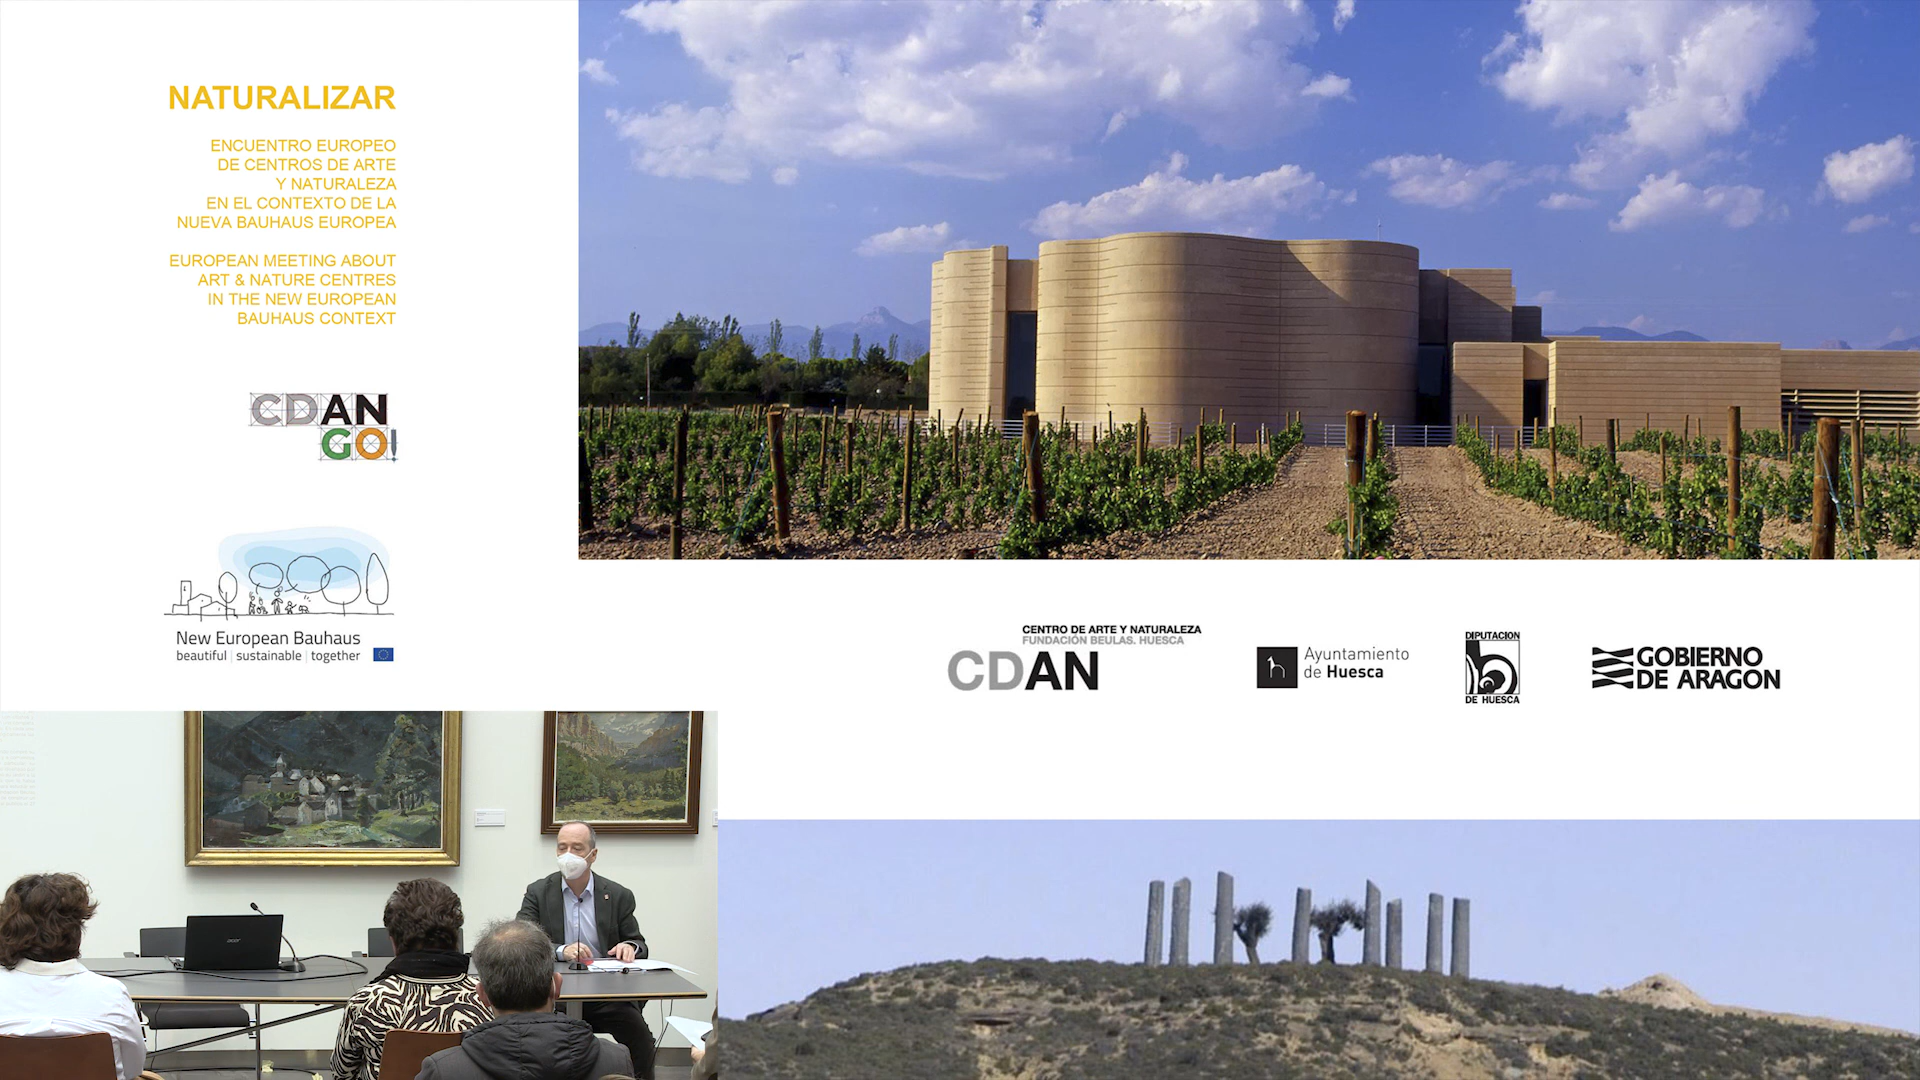 NATURALIZAR
ENCUENTRO EUROPEO
DE CENTROS DE ARTE
Y NATURALEZA
EN EL CONTEXTO DE LA
NUEVA BAUHAUS EUROPEA
EUROPEAN MEETING ABOUT
ART & NATURE CENTRES
IN THE NEW EUROPEAN
BAUHAUS CONTEXT
CDAN
GO!
New European Bauhaus
beautiful | sustainable | together
CENTRO DE ARTE Y NATURALEZA
FUNDACIÓN BEULAS. HUESCA
CDAN
Ayuntamiento
de Huesca
DIPUTACION
DE HUESCA
GOBIERNO
DE ARAGON
acer